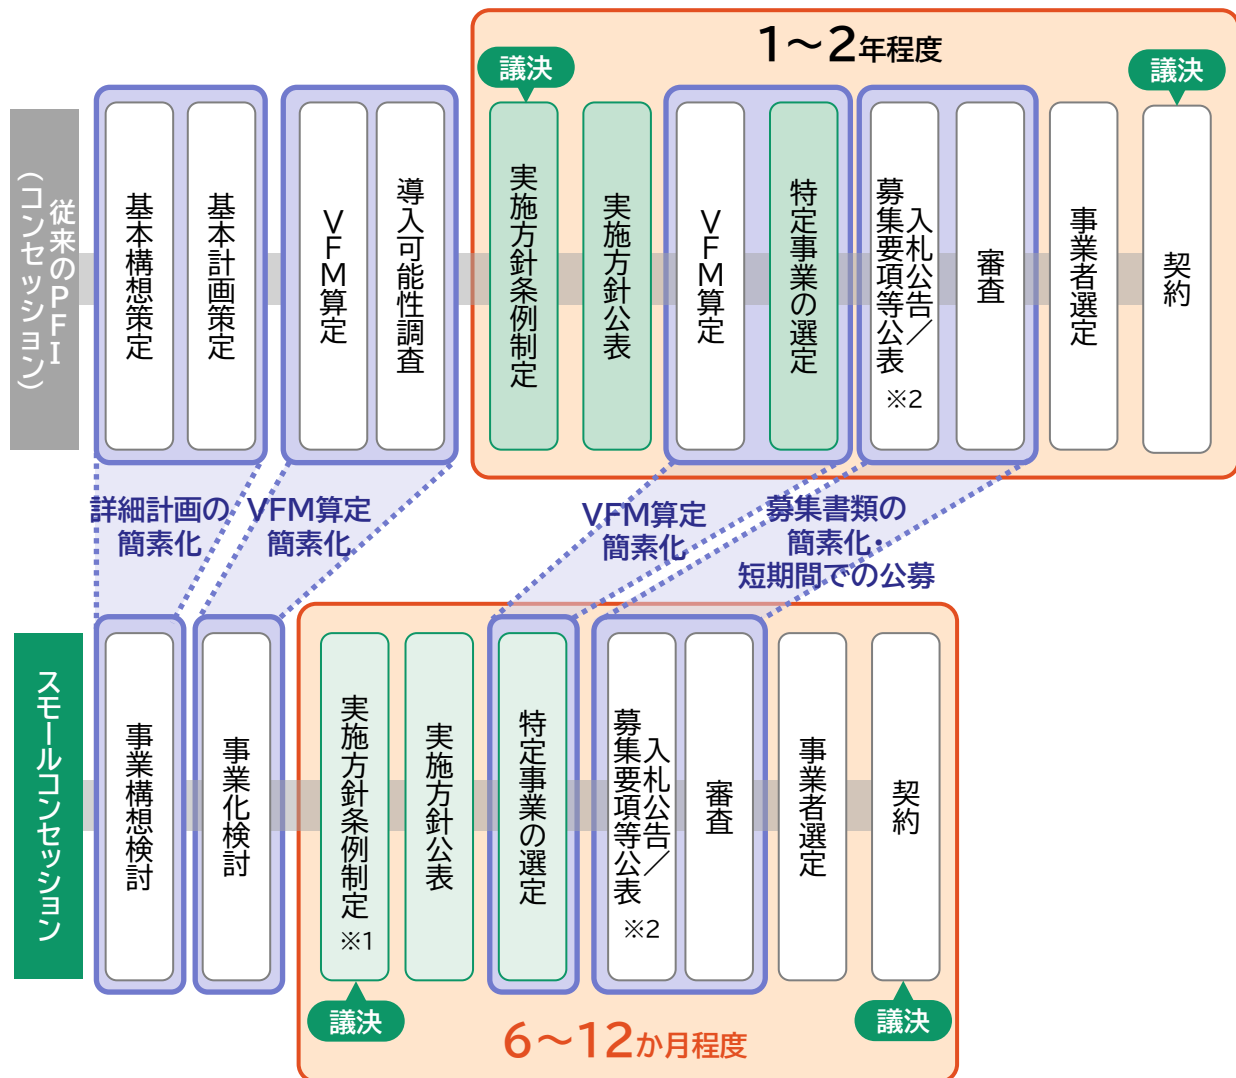 1～2年程度
議決
議決
従来のPFI
（コンセッション）
基本構想策定
基本計画策定
VFM算定
導入可能性調査
実施方針条例制定
実施方針公表
VFM算定
特定事業の選定
入札公告／
募集要項等公表
※2
審査
事業者選定
契約
詳細計画の
簡素化
VFM算定
簡素化
VFM算定
簡素化
募集書類の
簡素化・
短期間での公募
スモールコンセッション
事業構想検討
事業化検討
実施方針条例制定
※1
実施方針公表
特定事業の選定
入札公告／
募集要項等公表
※2
審査
事業者選定
契約
議決
議決
6～12か月程度